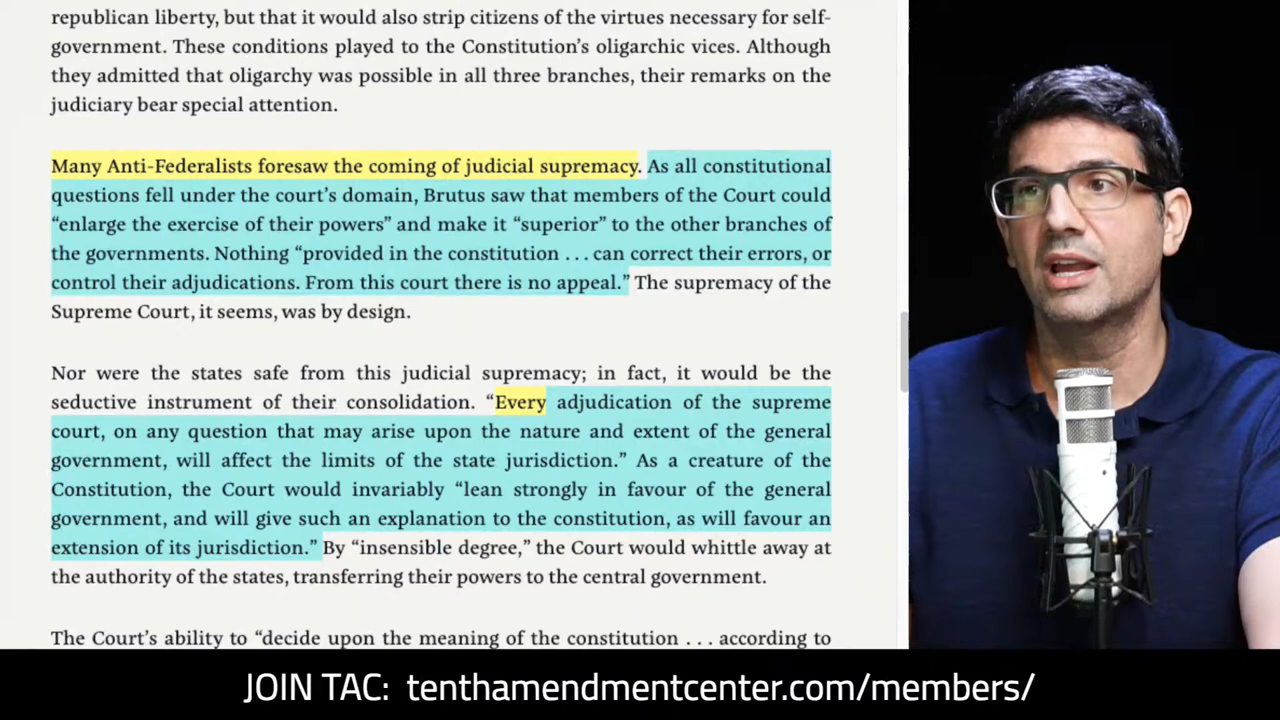 republican liberty, but that it would also strip citizens of the virtues necessary for self-
government. These conditions played to the Constitution’s oligarchic vices. Although
they admitted that oligarchy was possible in all three branches, their remarks on the
judiciary bear special attention.
Many Anti-Federalists foresaw the coming of judicial supremacy. As all constitutional
questions fell under the court’s domain, Brutus saw that members of the Court could
“enlarge the exercise of their powers” and make it “superior” to the other branches of
the governments. Nothing “provided in the constitution . . . can correct their errors, or
control their adjudications. From this court there is no appeal.” The supremacy of the
Supreme Court, it seems, was by design.
Nor were the states safe from this judicial supremacy; in fact, it would be the
seductive instrument of their consolidation. “Every adjudication of the supreme
court, on any question that may arise upon the nature and extent of the general
government, will affect the limits of the state jurisdiction.” As a creature of the
Constitution, the Court would invariably “lean strongly in favour of the general
government, and will give such an explanation to the constitution, as will favour an
extension of its jurisdiction.” By “insensible degree,” the Court would whittle away at
the authority of the states, transferring their powers to the central government.
The Court’s ability to “decide upon the meaning of the constitution . . . according to
JOIN TAC: tenthamendmentcenter.com/members/